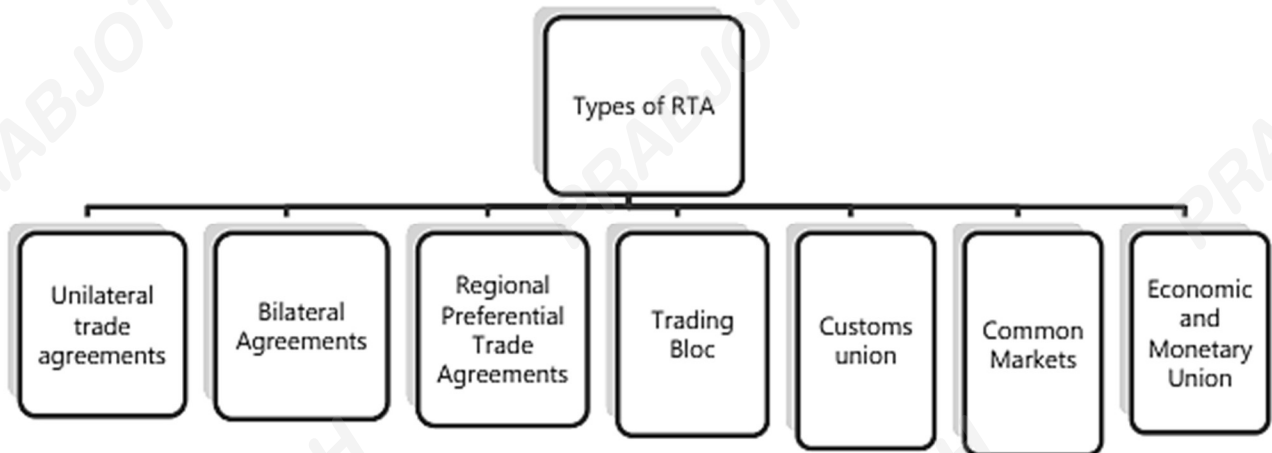 Types of RTA
Unilateral
trade
agreements
Bilateral
Agreements
Regional
Preferential
Trade
Agreements
Trading
Bloc
Customs
union
Common
Markets
Economic
and
Monetary
Union
PRABJOT